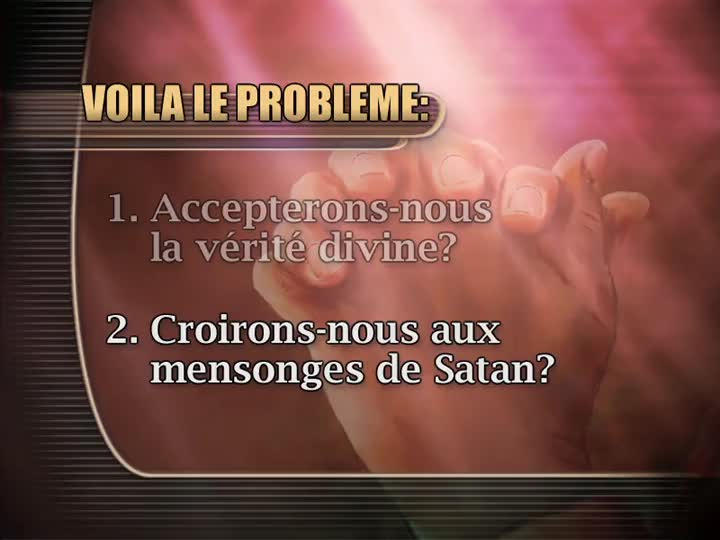 VOILA LE PROBLEME:
1. Accepterons-nous
la vérité divine?
2. Croirons-nous aux
mensonges de Satan?